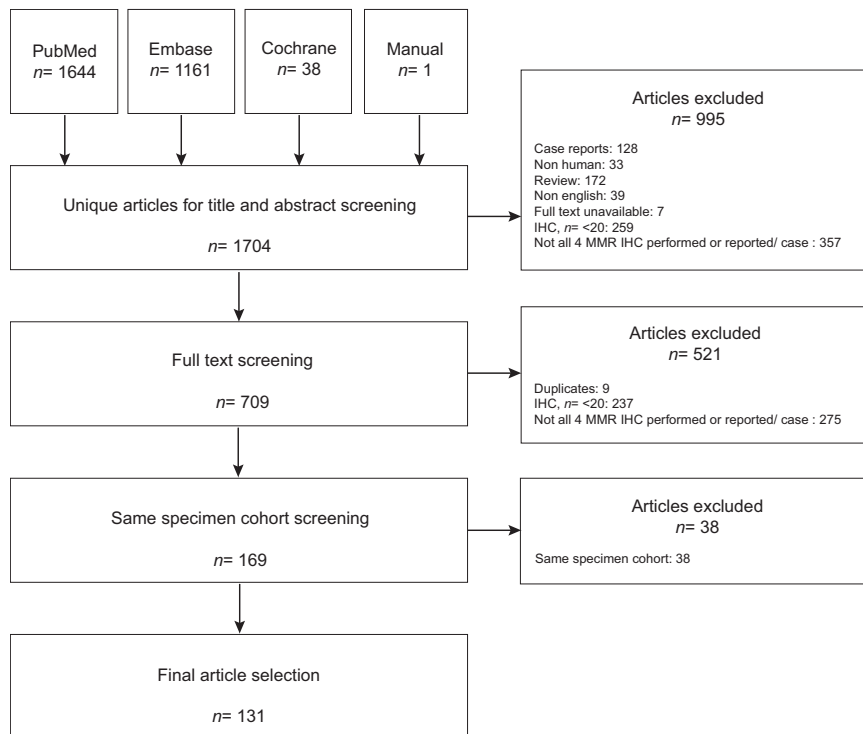 PubMed
n= 1644
Embase
n= 1161
Cochrane
n= 38
Manual
n= 1
Articles excluded
n= 995
Case reports: 128
Non human: 33
Review: 172
Non english: 39
Full text unavailable: 7
IHC, n= <20: 259
Not all 4 MMR IHC performed or reported/ case : 357
Unique articles for title and abstract screening
n= 1704
Full text screening
n= 709
Articles excluded
n= 521
Duplicates: 9
IHC, n= <20: 237
Not all 4 MMR IHC performed or reported/ case : 275
Same specimen cohort screening
n= 169
Articles excluded
n= 38
Same specimen cohort: 38
Final article selection
n= 131